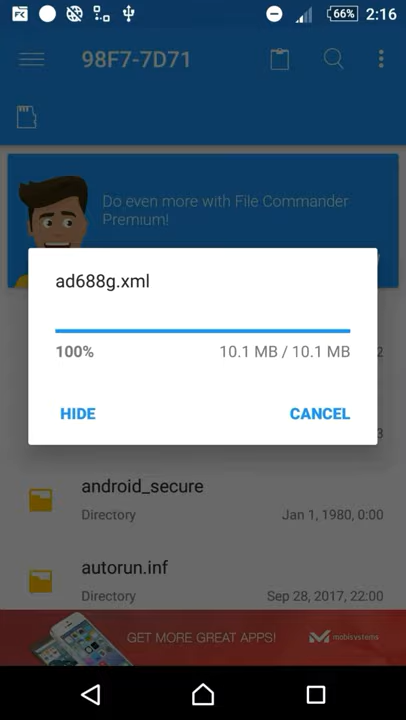 66% 2:16
98F7-7D71
Do even more with File Commander
Premium!
ad688g.xml
100% 10.1 MB / 10.1 MB
2
HIDE CANCEL
3
android_secure
Directory Jan 1, 1980, 0:00
autorun.inf
Directory Sep 28, 2017, 22:00
GET MORE GREAT APPS! mobisystems